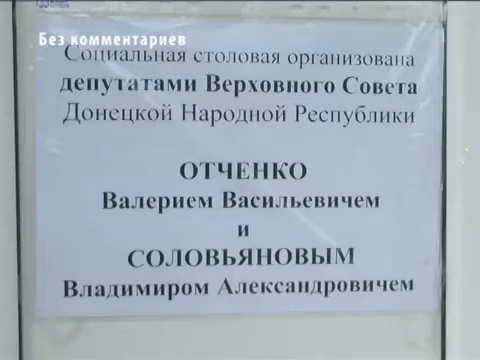 Без комментариев
Социальная столовая организована
депутатами Верховного Совета
Донецкой Народной Республики
ОТЧЕНКО
Валерием Васильевичем
и
СОЛОВЬЯНОВЫМ
Владимиром Александровичем